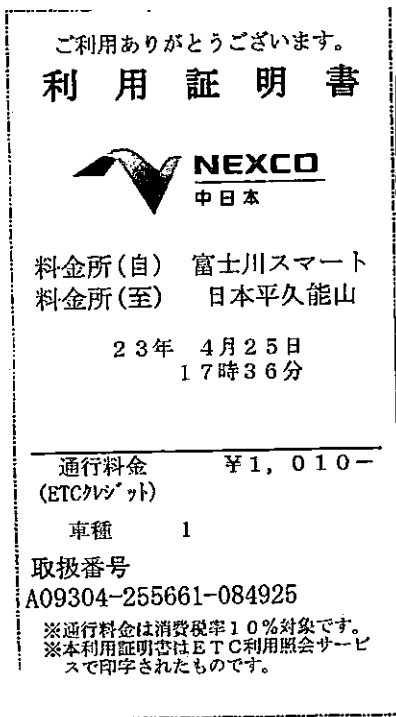 ご利用ありがとうございます。
利用証明書
NEXCO
中日本
料金所(自) 富士川スマート
料金所(至) 日本平久能山
23年 4月25日
17時36分
通行料金 ¥1,010-
(ETCクレジット)
車種 1
取扱番号
A09304-255661-084925
※通行料金は消費税率10%対象です。
※本利用証明書はETC利用照会サービ
スで印字されたものです。